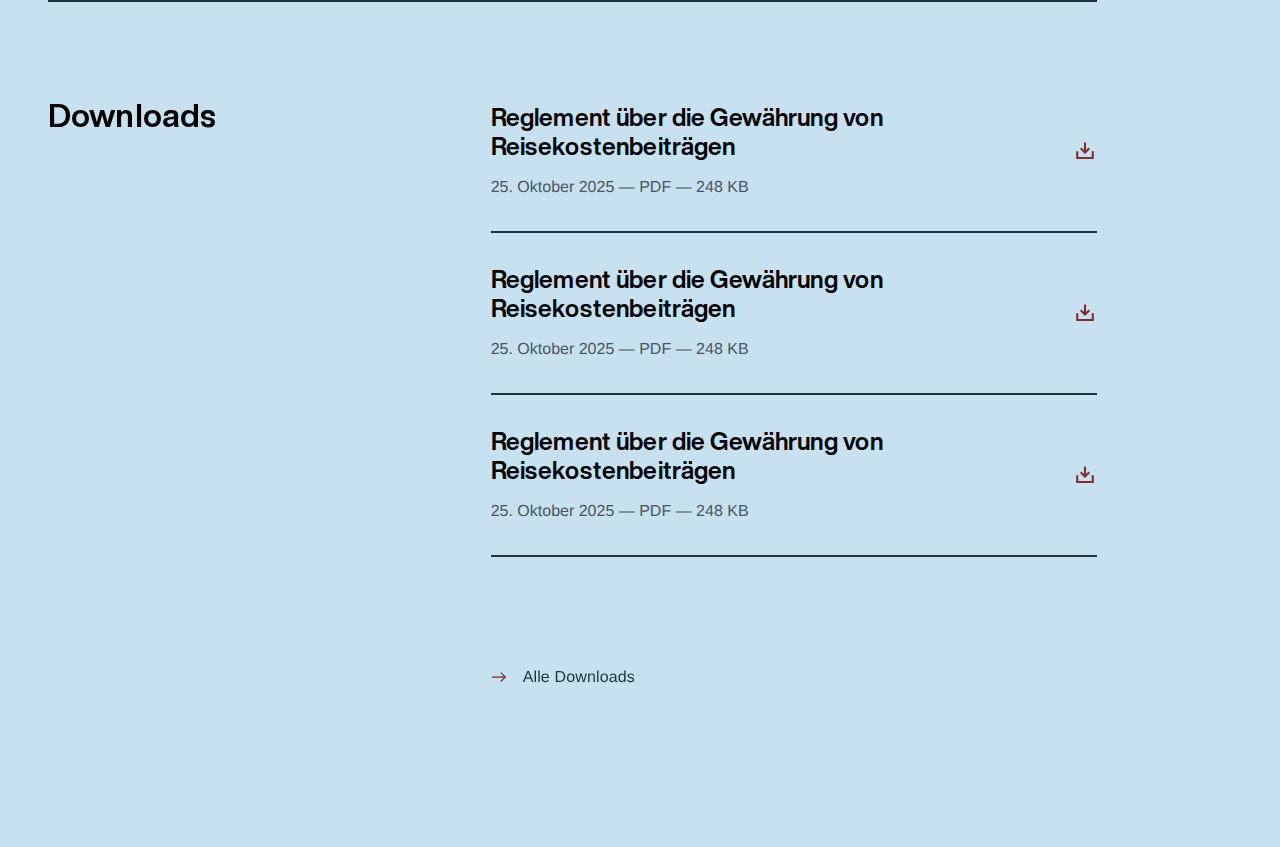 Downloads
Reglement über die Gewährung von
Reisekostenbeiträgen
25. Oktober 2025 — PDF — 248 KB
Reglement über die Gewährung von
Reisekostenbeiträgen
25. Oktober 2025 — PDF — 248 KB
Reglement über die Gewährung von
Reisekostenbeiträgen
25. Oktober 2025 — PDF — 248 KB
Alle Downloads